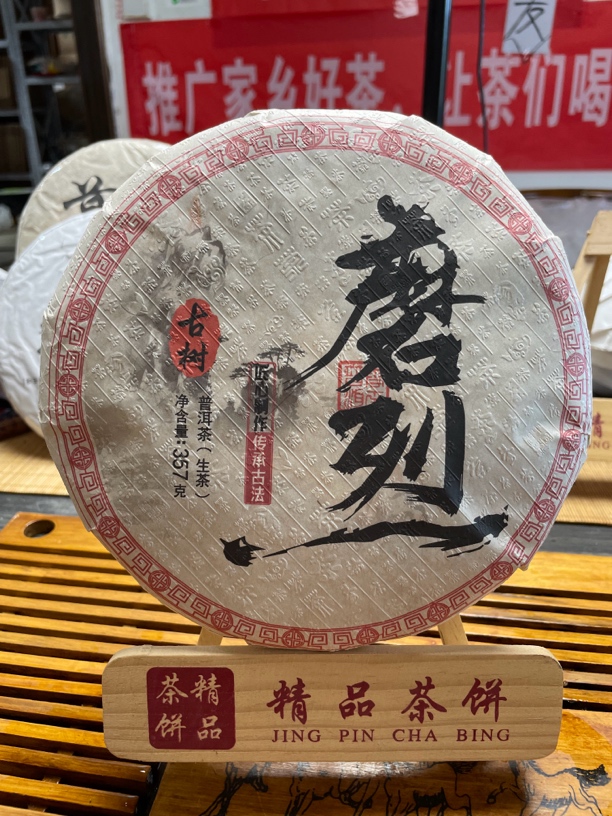 推广家乡好茶，让茶们喝
友
磨烈
古树
匠心制作
传承古法
普洱茶（生茶）
净含量：357克
精品茶饼
精品茶饼
JING PIN CHA BING